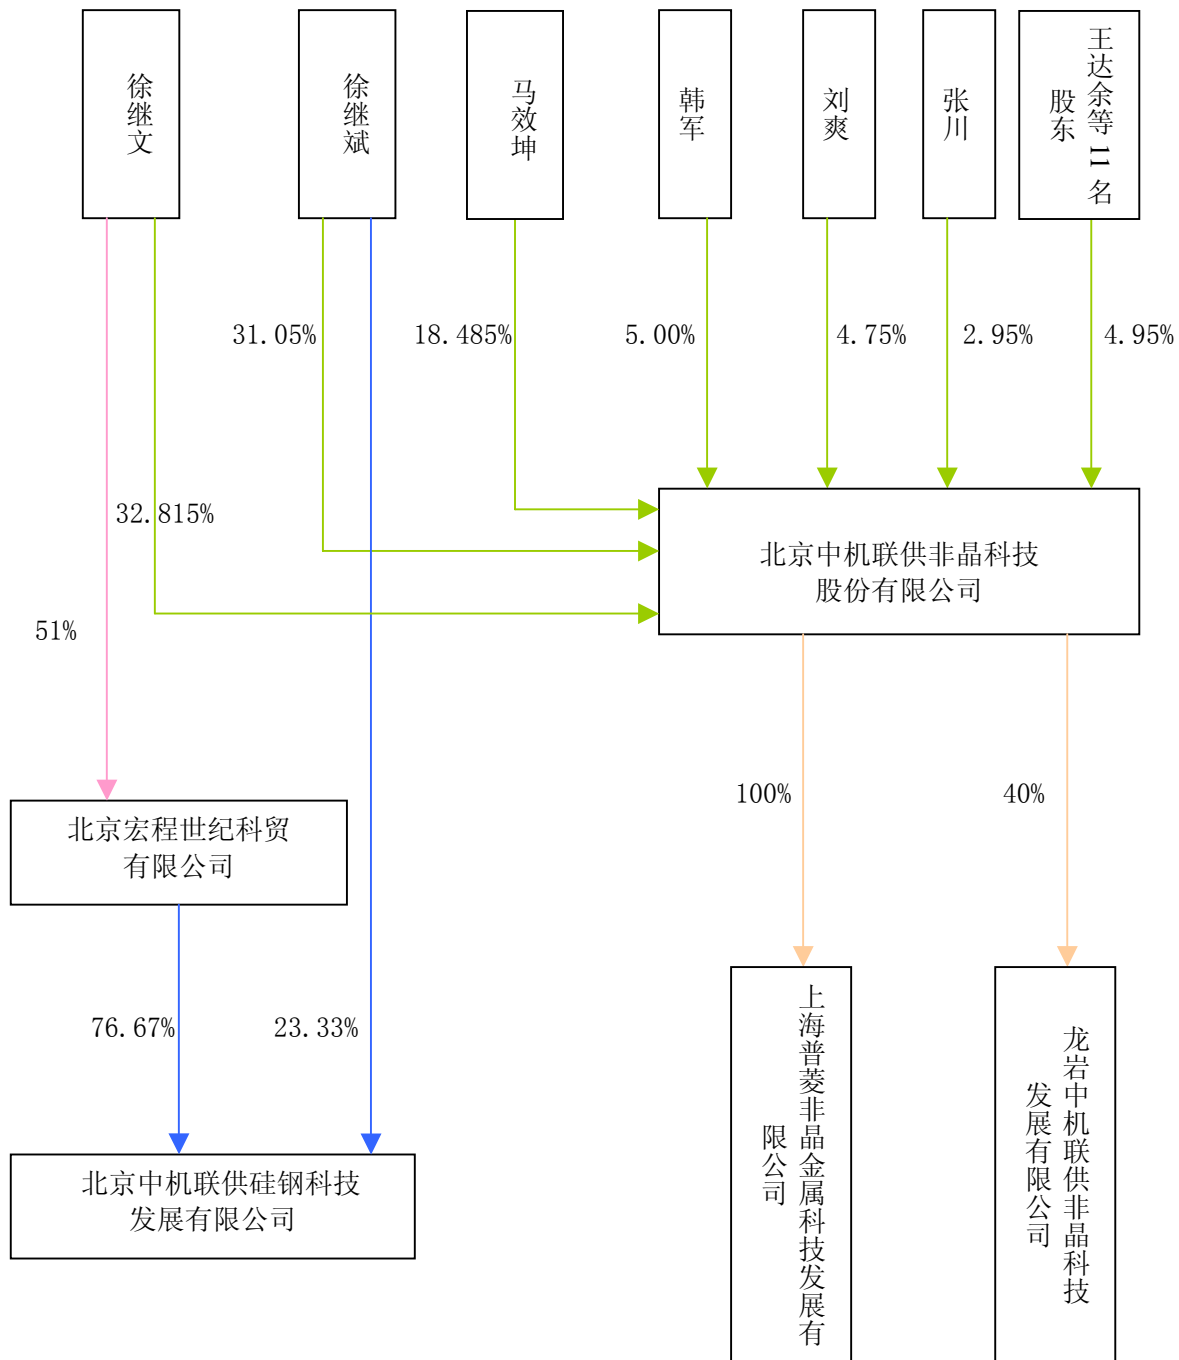 徐继文
徐继斌
马效坤
韩军
刘爽
张川
王达余等 11 名
股东
31.05%
18.485%
5.00%
4.75%
2.95%
4.95%
32.815%
北京中机联供非晶科技
股份有限公司
51%
100%
40%
北京宏程世纪科贸
有限公司
76.67%
23.33%
北京中机联供硅钢科技
发展有限公司
上海普菱非晶金属科技发展有
限公司
龙岩中机联供非晶科技
发展有限公司